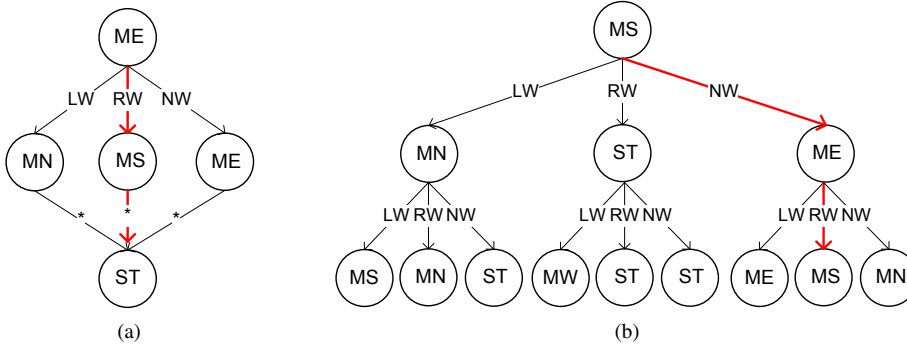 ME
MS
LW RW NW
LW RW NW
MN MS ME
MN ST ME
* * *
LW RW NW LW RW NW LW RW NW
ST
MS MN ST MW ST ST ME MS MN
(a)
(b)